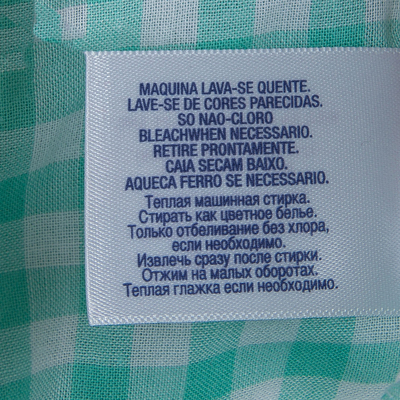 MAQUINA LAVA-SE QUENTE.
LAVE-SE DE CORES PARECIDAS.
SO NAO-CLORO
BLEACHWHEN NECESSARIO.
RETIRE PRONTAMENTE.
CAIA SECAM BAIXO.
AQUECA FERRO SE NECESSARIO.
Теплая машинная стирка.
Стирать как цветное белье.
Только отбеливание без хлора,
если необходимо.
Извлечь сразу после стирки.
Отжим на малых оборотах.
Теплая глажка если необходимо.